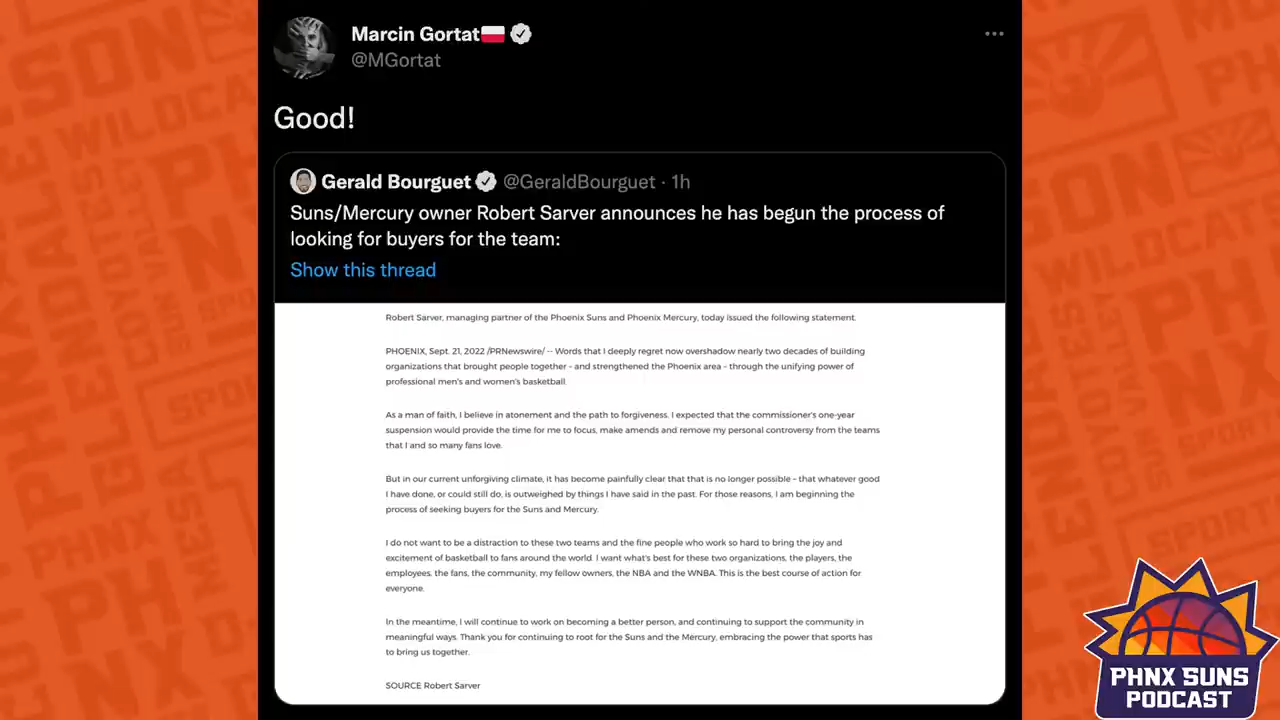 Marcin Gortat
@MGortat
Good!
Gerald Bourguet @GeraldBourguet · 1h
Suns/Mercury owner Robert Sarver announces he has begun the process of
looking for buyers for the team:
Show this thread
Robert Sarver, managing partner of the Phoenix Suns and Phoenix Mercury, today issued the following statement.
PHOENIX, Sept. 21, 2022 /PRNewswire/ -- Words that I deeply regret now overshadow nearly two decades of building
organizations that brought people together - and strengthened the Phoenix area - through the unifying power of
professional men's and women's basketball.
As a man of faith, I believe in atonement and the path to forgiveness. I expected that the commissioner's one-year
suspension would provide the time for me to focus, make amends and remove my personal controversy from the teams
that I and so many fans love.
But in our current unforgiving climate, it has become painfully clear that that is no longer possible - that whatever good
I have done, or could still do, is outweighed by things I have said in the past. For those reasons, I am beginning the
process of seeking buyers for the Suns and Mercury.
I do not want to be a distraction to these two teams and the fine people who work so hard to bring the joy and
excitement of basketball to fans around the world. I want what's best for these two organizations, the players, the
employees, the fans, the community, my fellow owners, the NBA and the WNBA. This is the best course of action for
everyone.
In the meantime, I will continue to work on becoming a better person, and continuing to support the community in
meaningful ways. Thank you for continuing to root for the Suns and the Mercury, embracing the power that sports has
to bring us together.
SOURCE Robert Sarver
PHNX SUNS
PODCAST